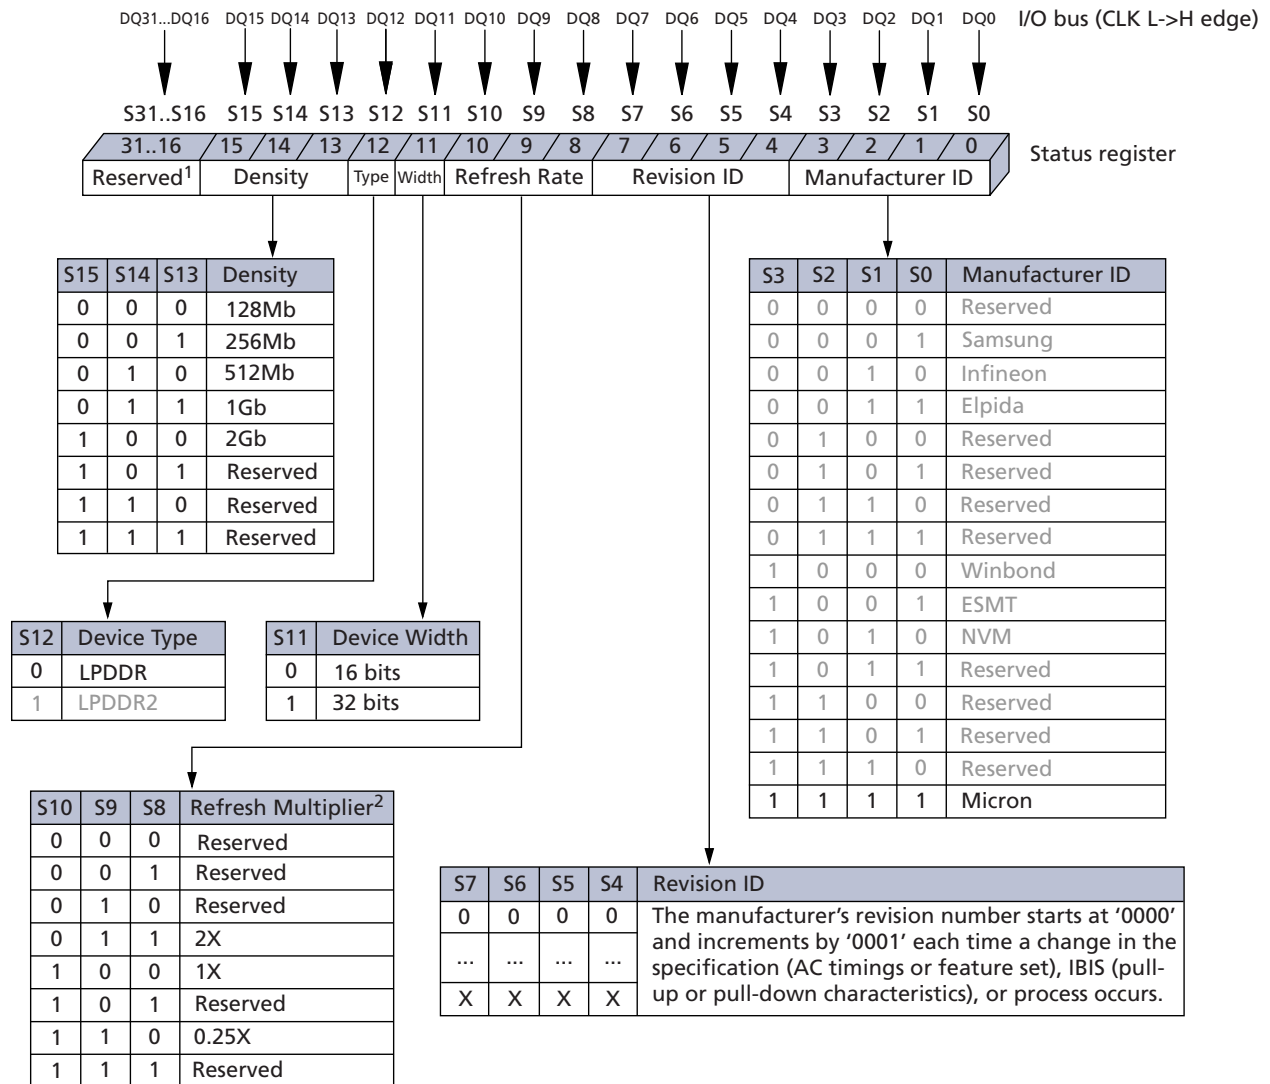 DQ31...DQ16 DQ15 DQ14 DQ13 DQ12 DQ11 DQ10 DQ9 DQ8 DQ7 DQ6 DQ5 DQ4 DQ3 DQ2 DQ1 DQ0 I/O bus (CLK L->H edge)
S31..S16 S15 S14 S13 S12 S11 S10 S9 S8 S7 S6 S5 S4 S3 S2 S1 S0
31..16 15 14 13 12 11 10 9 8 7 6 5 4 3 2 1 0 Status register
Reserved1 Density Type Width Refresh Rate Revision ID Manufacturer ID
S15 S14 S13 Density
0 0 0 128Mb
0 0 1 256Mb
0 1 0 512Mb
0 1 1 1Gb
1 0 0 2Gb
1 0 1 Reserved
1 1 0 Reserved
1 1 1 Reserved
S3 S2 S1 S0 Manufacturer ID
0 0 0 0 Reserved
0 0 0 1 Samsung
0 0 1 0 Infineon
0 0 1 1 Elpida
0 1 0 0 Reserved
0 1 0 1 Reserved
0 1 1 0 Reserved
0 1 1 1 Reserved
1 0 0 0 Winbond
1 0 0 1 ESMT
1 0 1 0 NVM
1 0 1 1 Reserved
1 1 0 0 Reserved
1 1 0 1 Reserved
1 1 1 0 Reserved
1 1 1 1 Micron
S12 Device Type
0 LPDDR
1 LPDDR2
S11 Device Width
0 16 bits
1 32 bits
S10 S9 S8 Refresh Multiplier2
0 0 0 Reserved
0 0 1 Reserved
0 1 0 Reserved
0 1 1 2X
1 0 0 1X
1 0 1 Reserved
1 1 0 0.25X
1 1 1 Reserved
S7 S6 S5 S4 Revision ID
0 0 0 0 The manufacturer's revision number starts at '0000'
and increments by '0001' each time a change in the
... ... ... ... specification (AC timings or feature set), IBIS (pull-
X X X X up or pull-down characteristics), or process occurs.